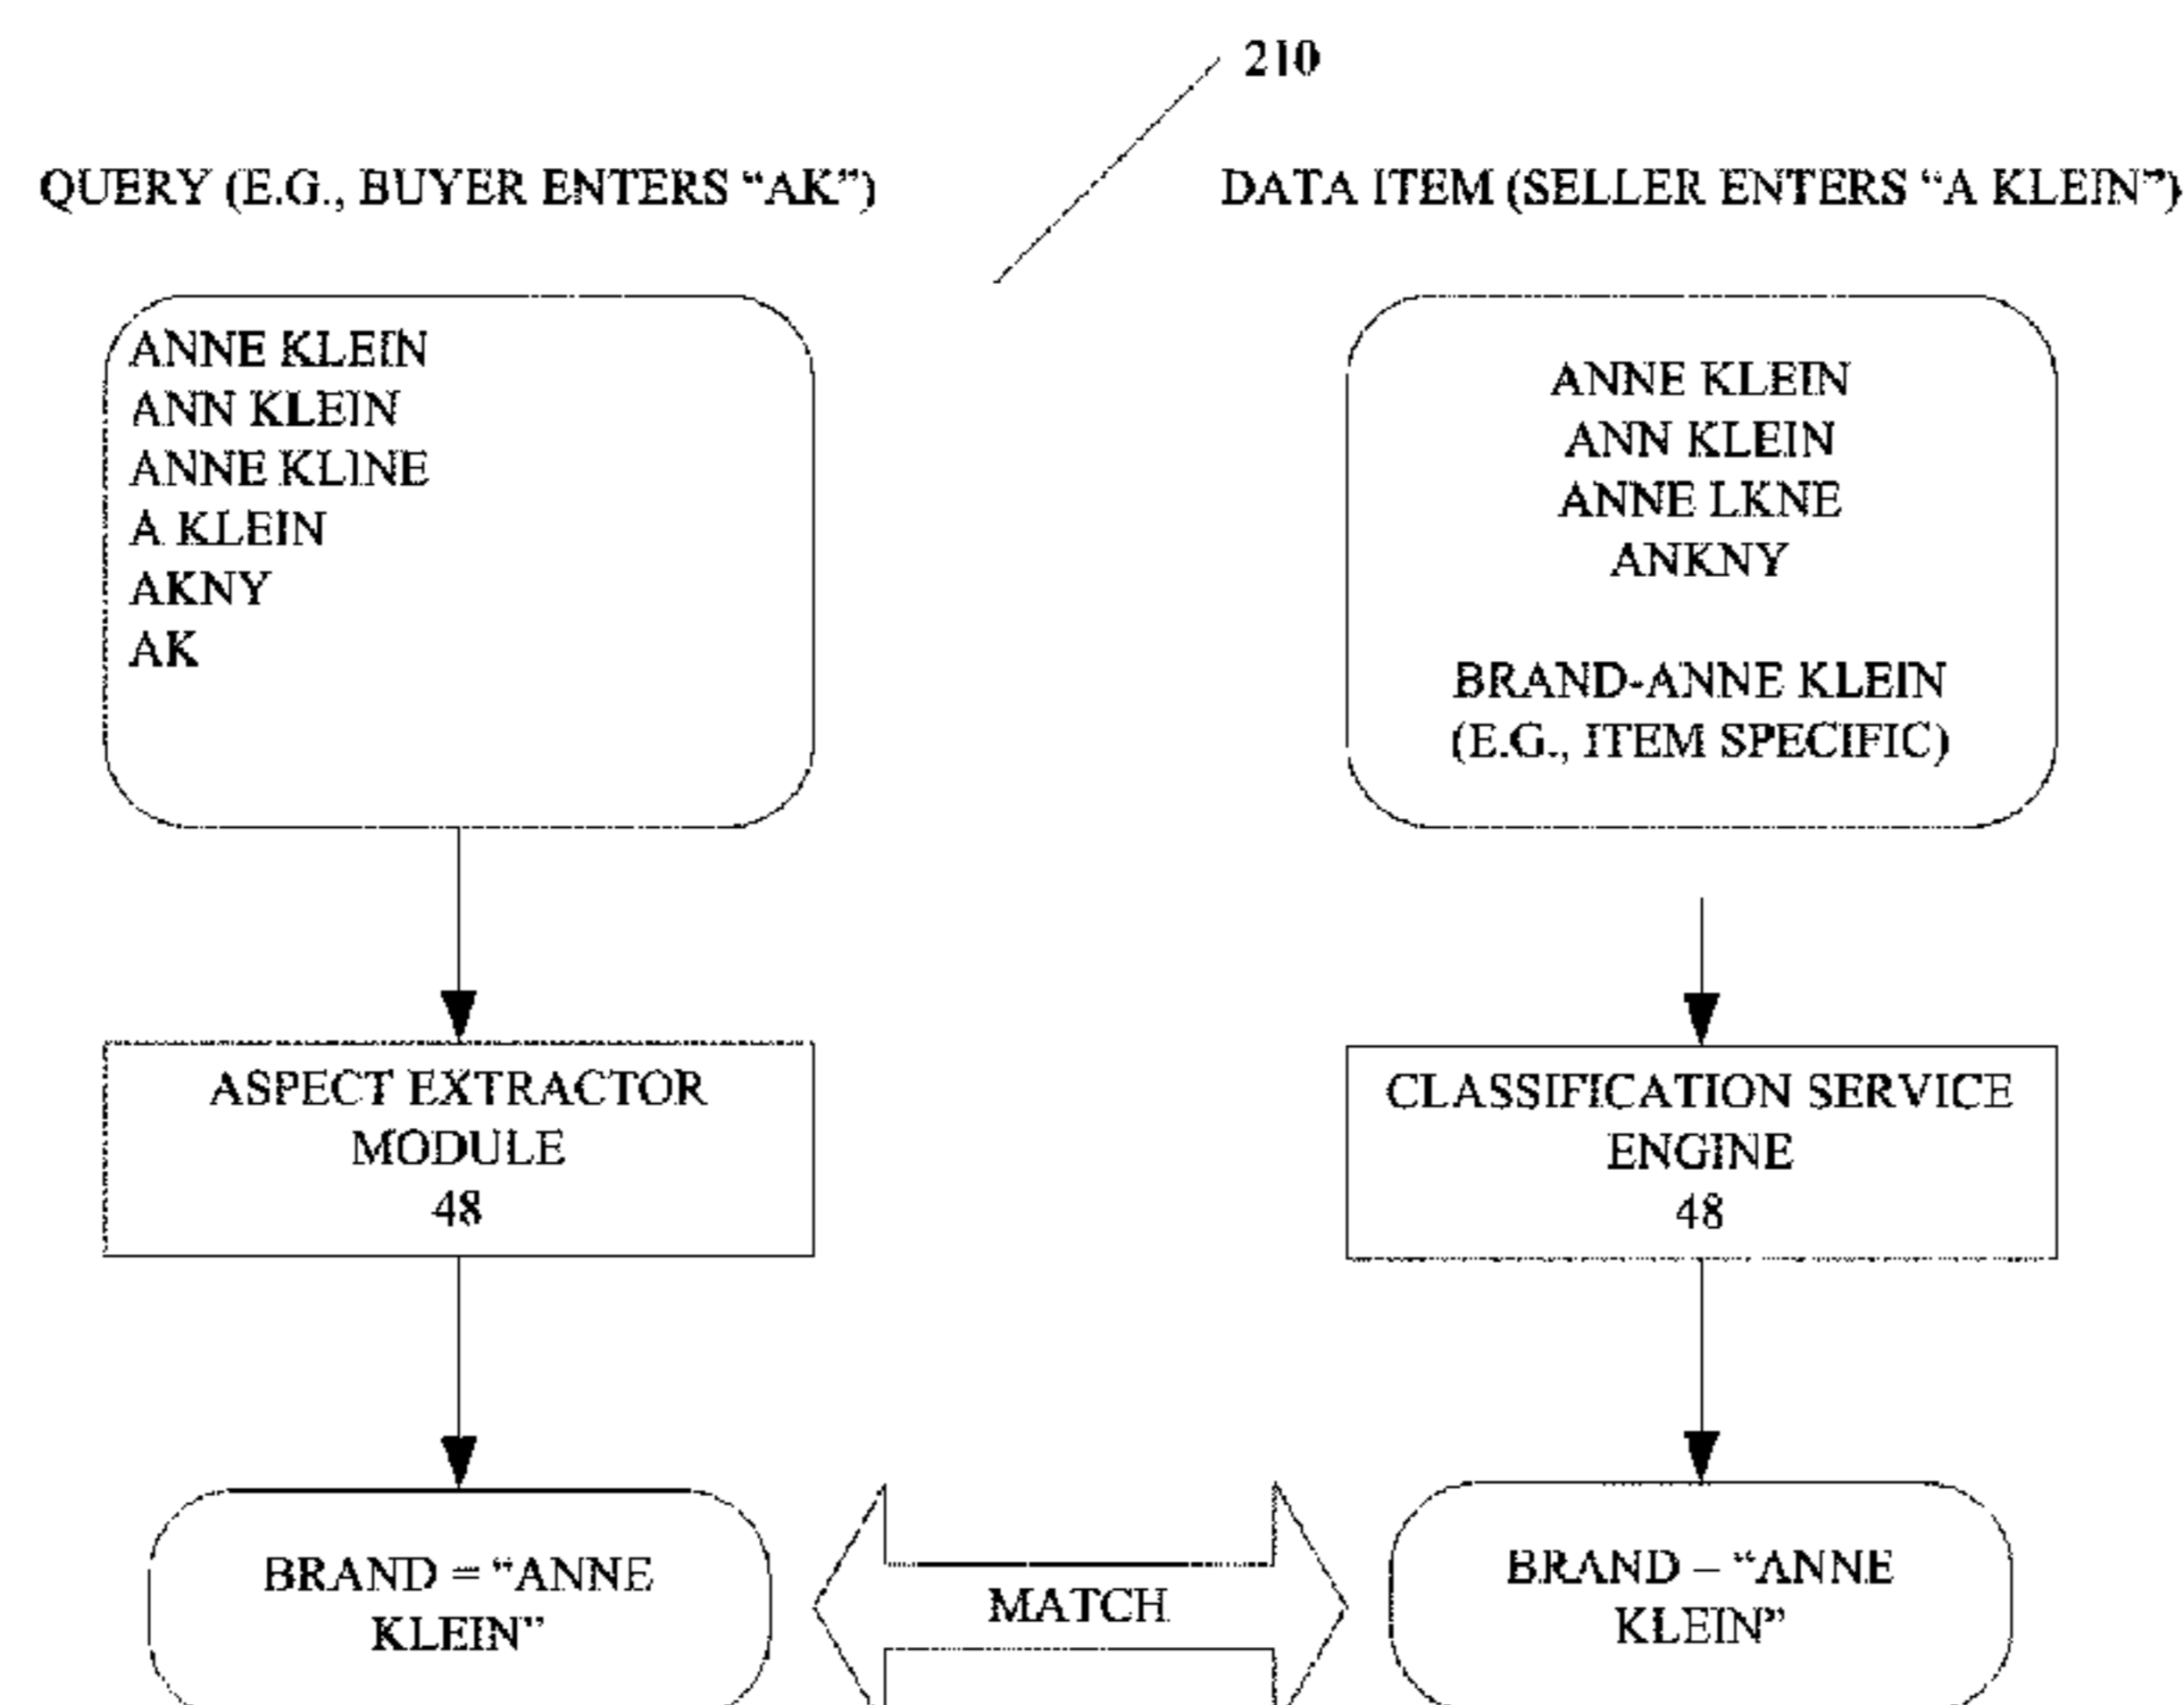 210
QUERY (E.G., BUYER ENTERS “AK”)
DATA ITEM (SELLER ENTERS “A KLEIN”)
ANNE KLEIN
ANN KLEIN
ANNE KLINE
A KLEIN
AKNY
AK
ANNE KLEIN
ANN KLEIN
ANNE LKNE
ANKNY
BRAND-ANNE KLEIN
(E.G., ITEM SPECIFIC)
ASPECT EXTRACTOR
MODULE
48
CLASSIFICATION SERVICE
ENGINE
48
BRAND = “ANNE
KLEIN”
MATCH
BRAND – “ANNE
KLEIN”